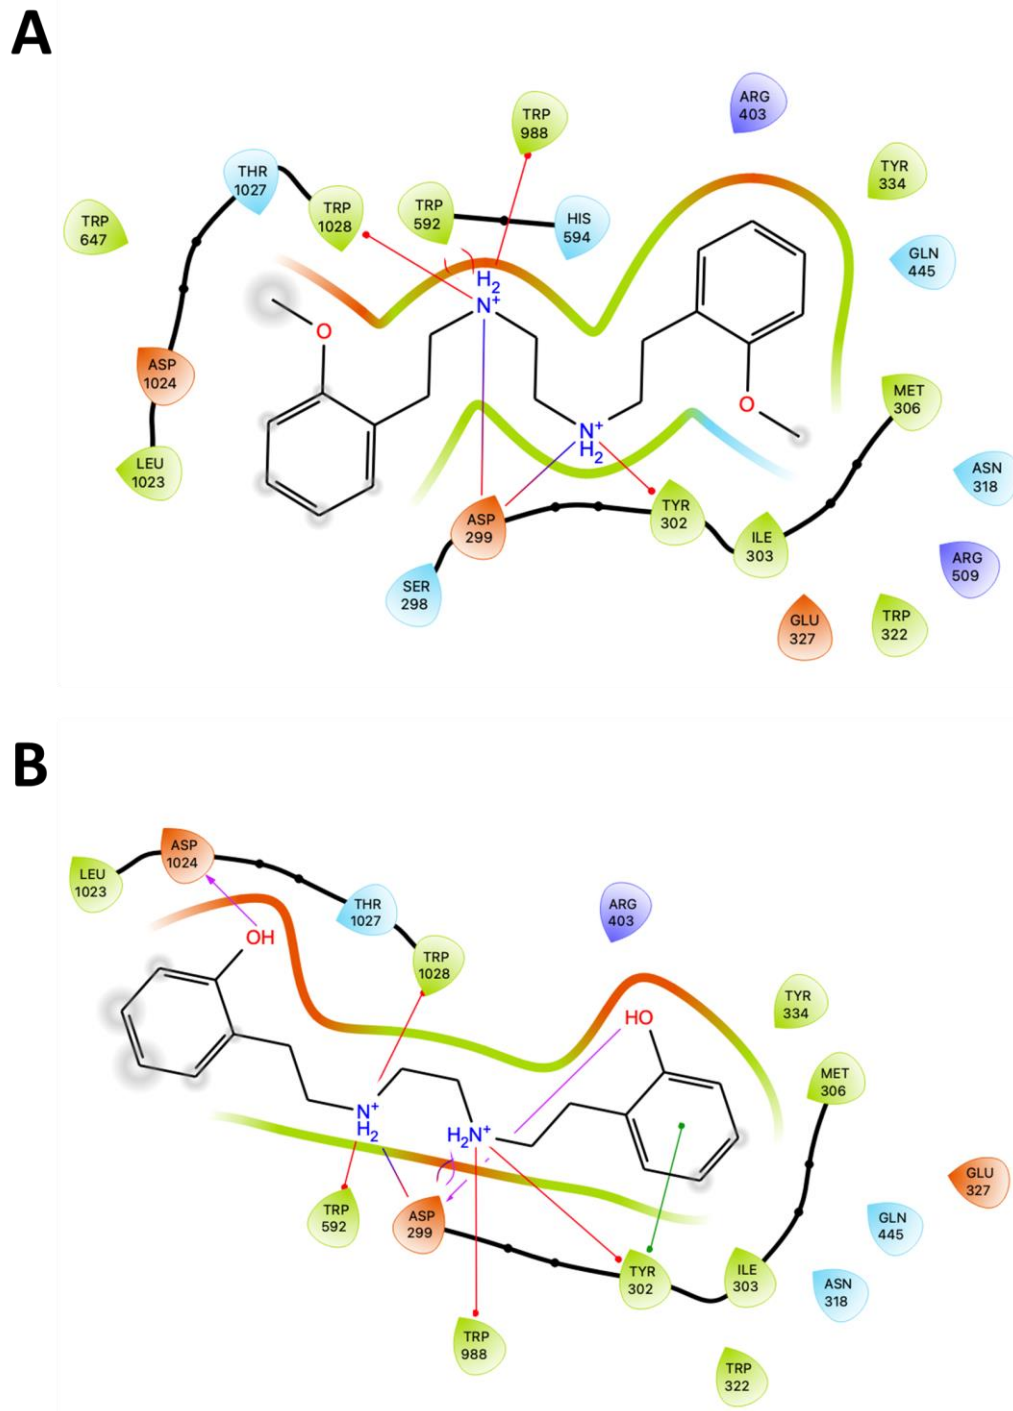 A
TRP
988
ARG
403
THR
1027
TRP
1028
TRP
592
HIS
594
TYR
334
TRP
647
GLN
445
H2
N+
O
ASP
1024
MET
306
O
N+
H2
LEU
1023
ASN
318
ASP
299
TYR
302
ILE
303
ARG
509
SER
298
GLU
327
TRP
322
B
ASP
1024
LEU
1023
THR
1027
ARG
403
OH
TRP
1028
TYR
334
HO
MET
306
N+
H2
H2N+
GLU
327
TRP
592
ASP
299
GLN
445
TYR
302
ILE
303
ASN
318
TRP
988
TRP
322